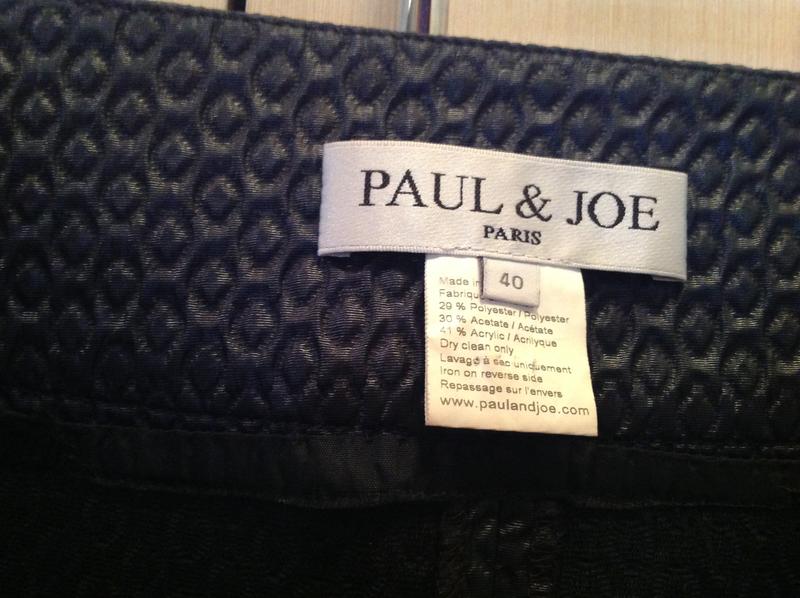 PAUL & JOE
PARIS
40
Made in
Fabriqu
29 % Polyester / Polyester
30 % Acetate / Acétate
41 % Acrylic / Acrilyque
Dry clean only
Lavage à sec uniquement
Iron on reverse side
Repassage sur l'envers
www.paulandjoe.com